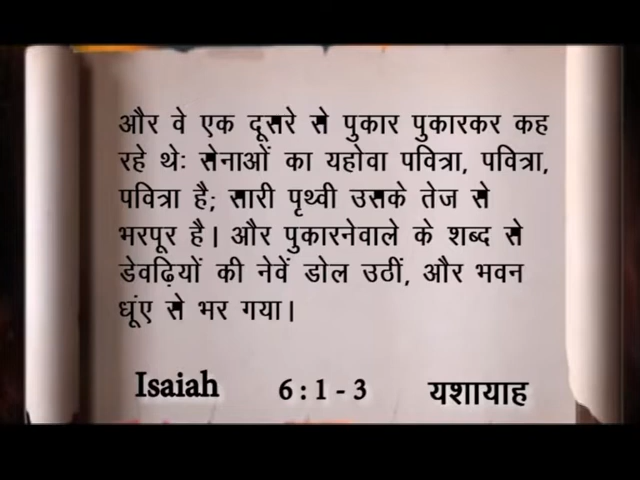 और वे एक दूसरे से पुकार पुकारकर कह
रहे थेः सेनाओं का यहोवा पवित्रा, पवित्रा,
पवित्रा है; सारी पृथ्वी उसके तेज से
भरपूर है। और पुकारनेवाले के शब्द से
डेवढ़ियों की नेवें डोल उठीं, और भवन
धूंए से भर गया।
Isaiah 6 : 1 - 3 यशायाह